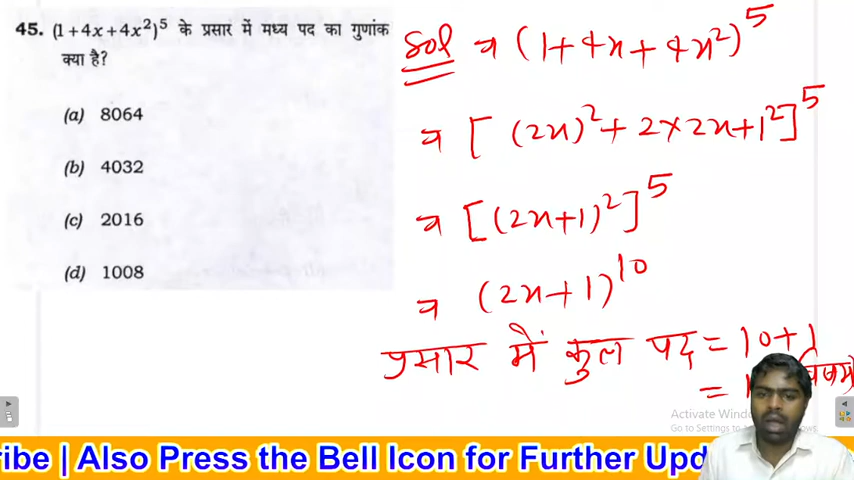 45. (1+4x+4x²)⁵ के प्रसार में मध्य पद का गुणांक
क्या है?
(a) 8064
(b) 4032
(c) 2016
(d) 1008
Sol ⇒ (1+4x+4x²)⁵
⇒ [(2x)²+2×2x+1²]⁵
⇒ [(2x+1)²]⁵
⇒ (2x+1)¹⁰
प्रसार में कुल पद = 10+1
= (विषम)
Activate Windo
Go to Settings to
ribe | Also Press the Bell Icon for Further Upd